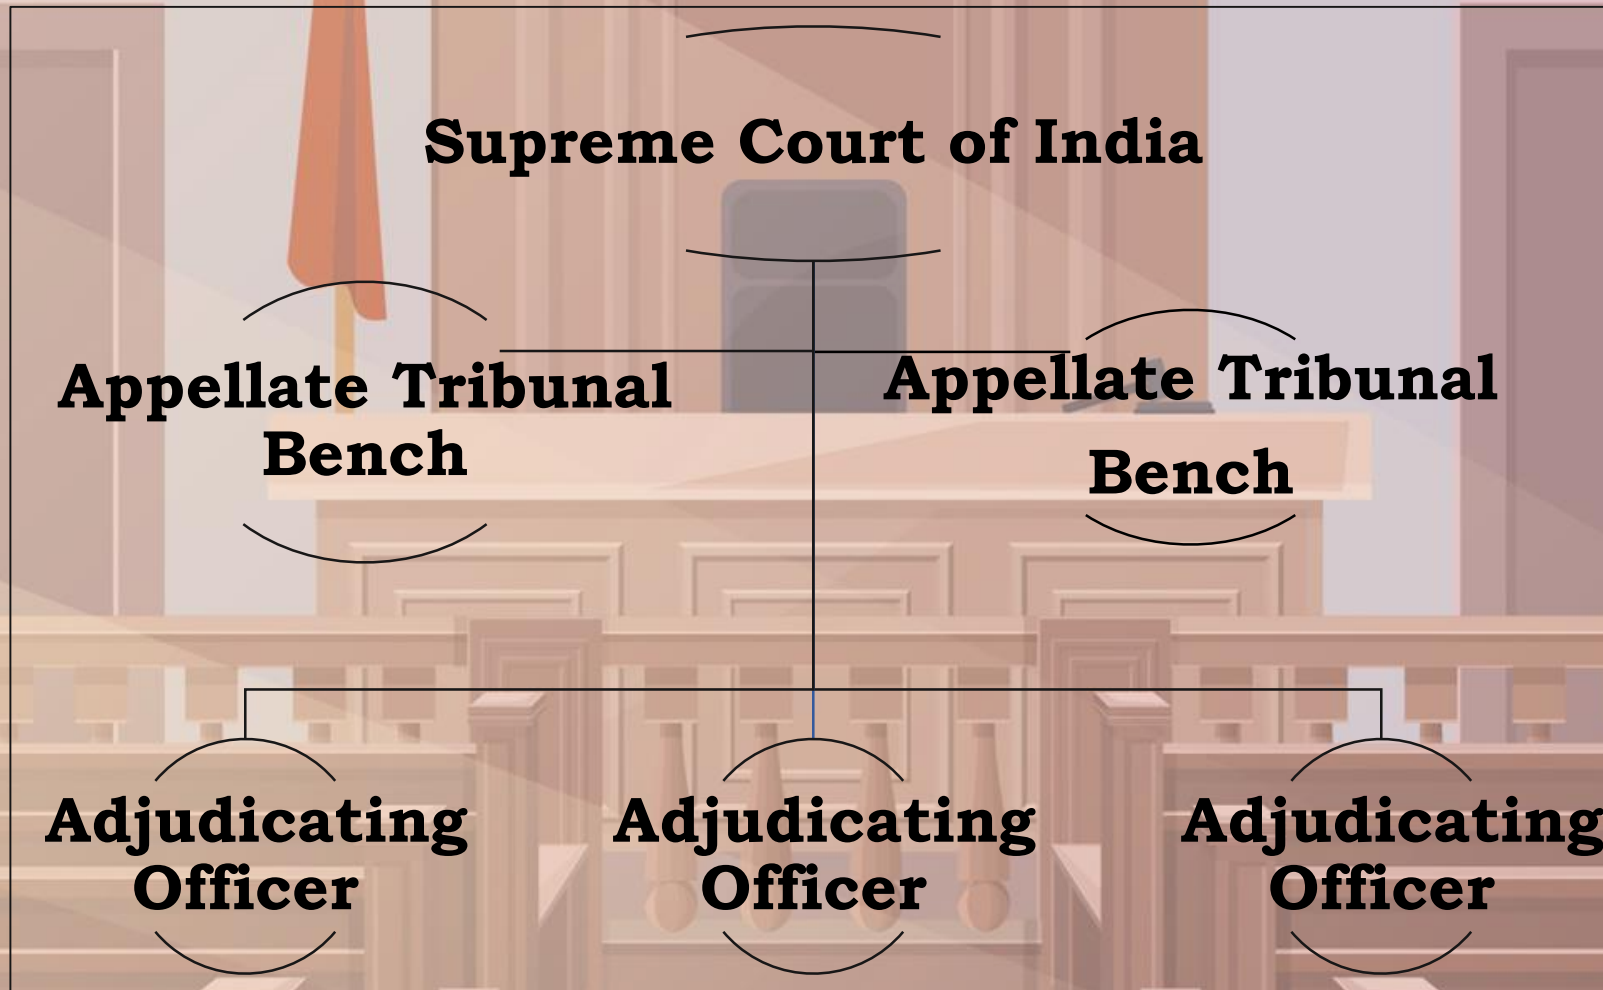 Supreme Court of India
Appellate Tribunal
Bench
Appellate Tribunal
Bench
Adjudicating
Officer
Adjudicating
Officer
Adjudicating
Officer